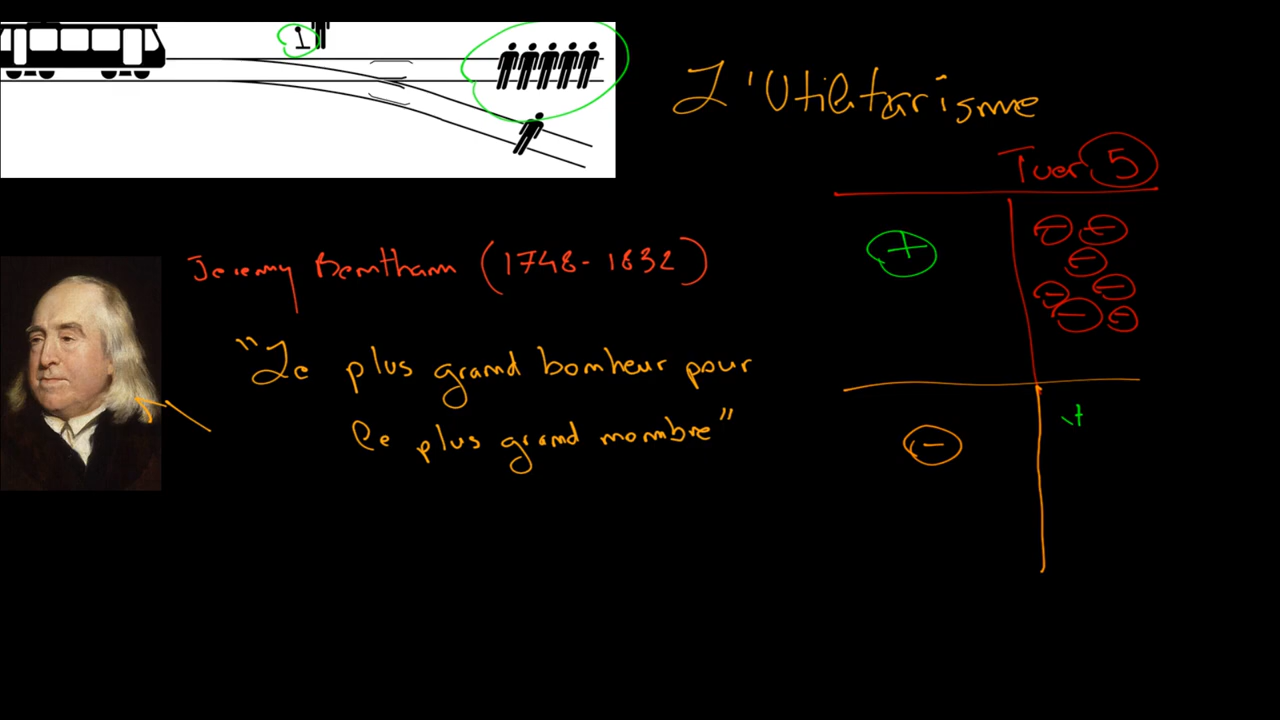 L'Utilitarisme
Tuer 5
Jeremy Bentham (1748-1832)
"Le plus grand bonheur pour
le plus grand nombre"
+
-
- -
-
- -
- -
-
+